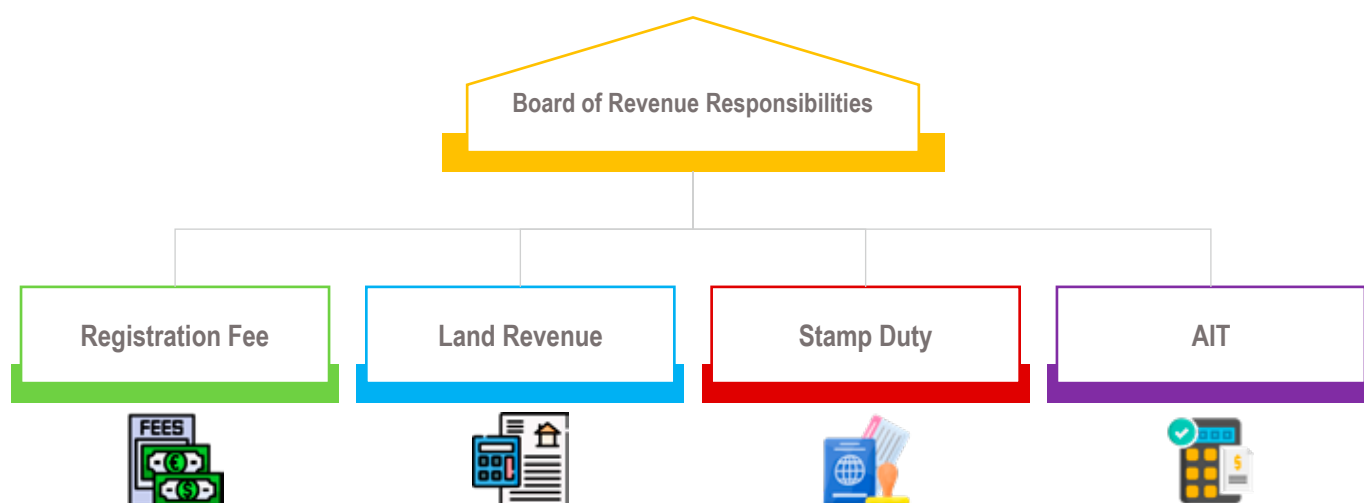 Board of Revenue Responsibilities
Registration Fee
Land Revenue
Stamp Duty
AIT
FEES